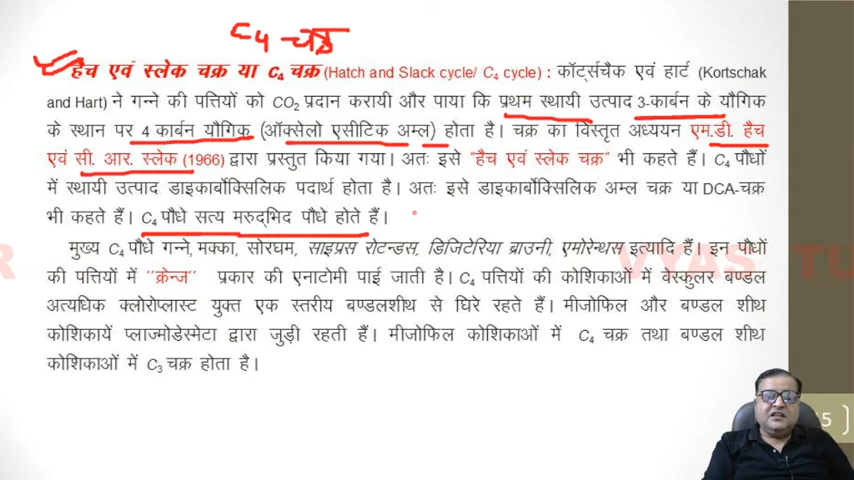 C4 चक्र
हैच एवं स्लेक चक्र या C4 चक्र (Hatch and Slack cycle/ C4 cycle) : कॉर्ट्सचैक एवं हार्ट (Kortschak
and Hart) ने गन्ने की पत्तियों को CO2 प्रदान करायी और पाया कि प्रथम स्थायी उत्पाद 3-कार्बन के यौगिक
के स्थान पर 4 कार्बन यौगिक (ऑक्सेलो एसीटिक अम्ल) होता है। चक्र का विस्तृत अध्ययन एम.डी. हैच
एवं सी. आर. स्लेक (1966) द्वारा प्रस्तुत किया गया। अतः इसे "हैच एवं स्लेक चक्र" भी कहते हैं। C4 पौधों
में स्थायी उत्पाद डाइकार्बोक्सिलिक पदार्थ होता है। अतः इसे डाइकार्बोक्सिलिक अम्ल चक्र या DCA-चक्र
भी कहते हैं। C4 पौधे सत्य मरुद्भिद पौधे होते हैं।
मुख्य C4 पौधे गन्ने, मक्का, सोरघम, साइप्रस रोटन्डस, डिजिटेरिया ब्राउनी, एमोरेन्थस इत्यादि हैं। इन पौधों
की पत्तियों में "क्रेन्ज" प्रकार की एनाटोमी पाई जाती है। C4 पत्तियों की कोशिकाओं में वेस्कुलर बण्डल
अत्यधिक क्लोरोप्लास्ट युक्त एक स्तरीय बण्डलशीथ से घिरे रहते हैं। मीजोफिल और बण्डल शीथ
कोशिकायें प्लाज्मोडेस्मेटा द्वारा जुड़ी रहती हैं। मीजोफिल कोशिकाओं में C4 चक्र तथा बण्डल शीथ
कोशिकाओं में C3 चक्र होता है।
R VYAS TU
5